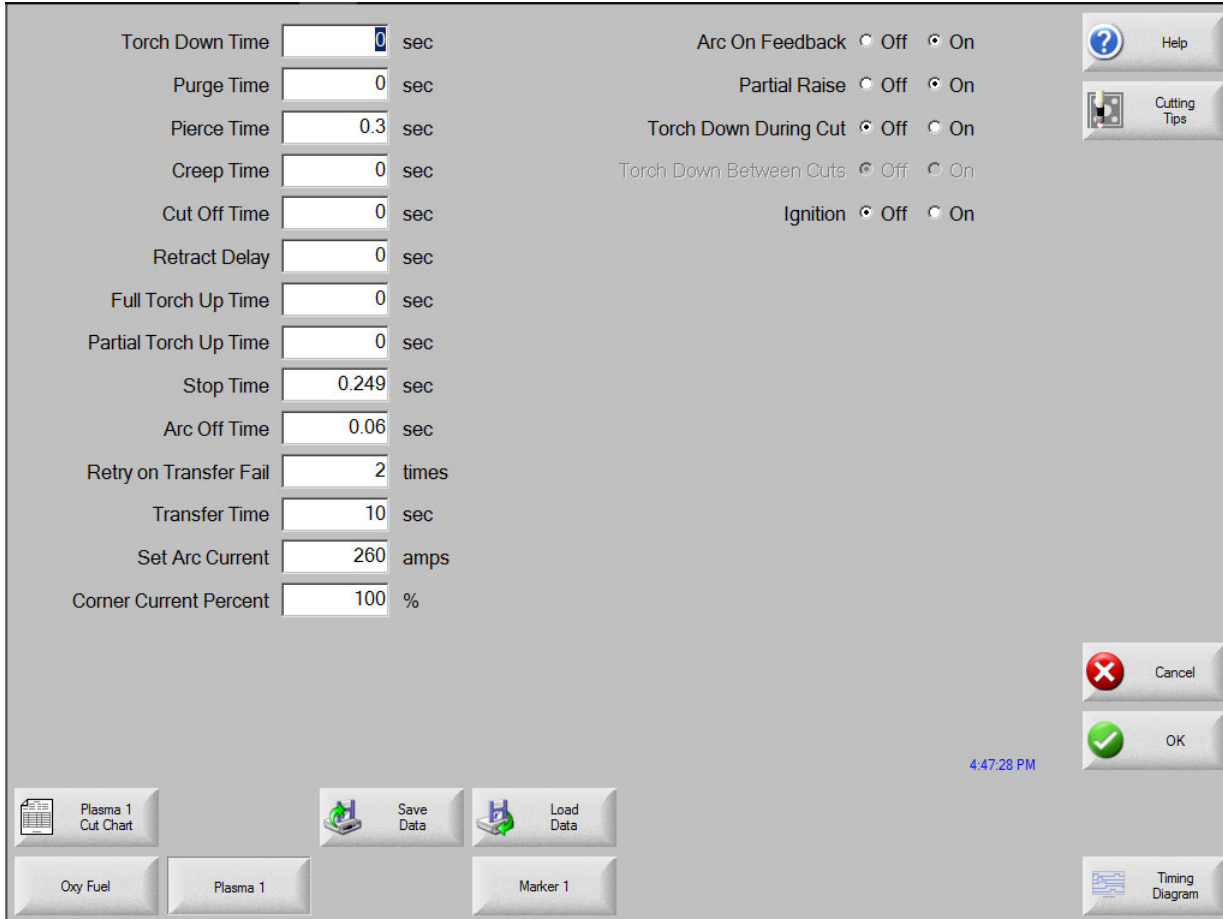 Torch Down Time 0 sec
Purge Time 0 sec
Pierce Time 0.3 sec
Creep Time 0 sec
Cut Off Time 0 sec
Retract Delay 0 sec
Full Torch Up Time 0 sec
Partial Torch Up Time 0 sec
Stop Time 0.249 sec
Arc Off Time 0.06 sec
Retry on Transfer Fail 2 times
Transfer Time 10 sec
Set Arc Current 260 amps
Corner Current Percent 100 %
Arc On Feedback Off On
Partial Raise Off On
Torch Down During Cut Off On
Torch Down Between Cuts Off On
Ignition Off On
Help
Cutting
Tips
Cancel
OK
4:47:28 PM
Plasma 1
Cut Chart
Save
Data
Load
Data
Oxy Fuel
Plasma 1
Marker 1
Timing
Diagram